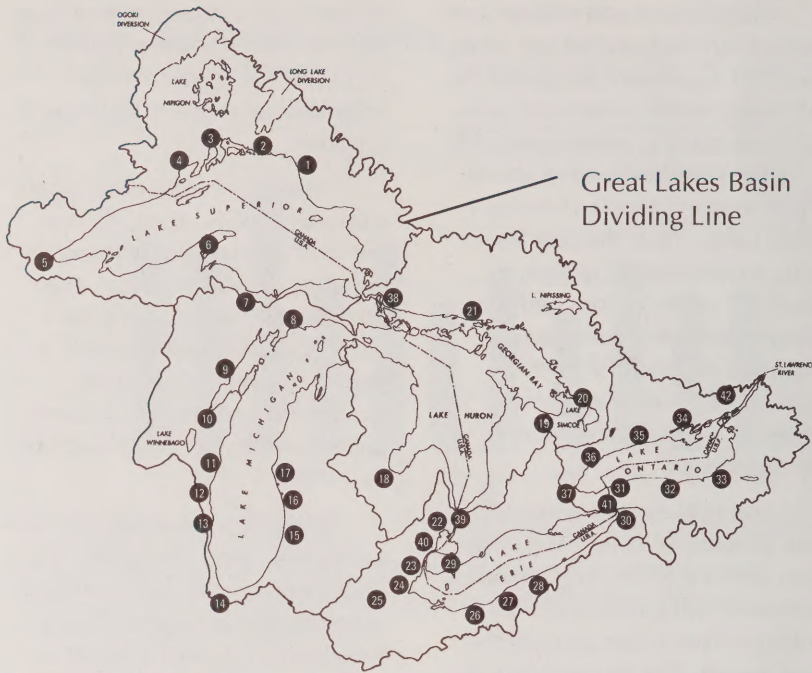 OGOKI
DIVERSION
LONG LAKE
DIVERSION
LAKE
NIPIGON
3
2
4
1
Great Lakes Basin
Dividing Line
LAKE SUPERIOR
CANADA
U.S.A.
6
5
7
38
21
L. NIPISSING
8
GEORGIAN BAY
9
ST. LAWRENCE
RIVER
42
20
10
LAKE
WINNEBAGO
LAKE MICHIGAN
LAKE HURON
CANADA
U.S.A.
19
LAKE
SIMCOE
34
35
CANADA
U.S.A.
36
LAKE
ONTARIO
11
17
18
12
16
37
31
32
33
13
15
22
39
41
30
40
LAKE
ERIE
CANADA
U.S.A.
23
29
24
28
14
25
27
26